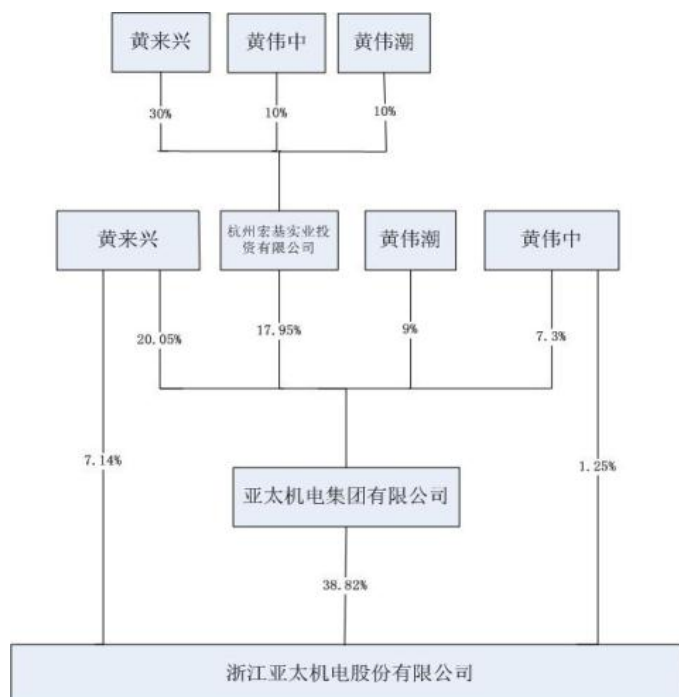 黄来兴
黄伟中
黄伟潮
30%
10%
10%
黄来兴
杭州宏基实业投
资有限公司
黄伟潮
黄伟中
20.05%
17.95%
9%
7.3%
7.14%
1.25%
亚太机电集团有限公司
38.82%
浙江亚太机电股份有限公司